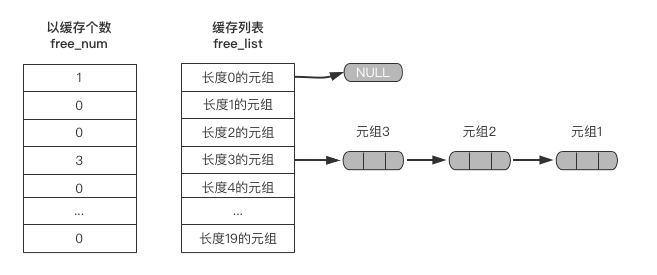 以缓存个数
free_num
1
0
0
3
0
...
0
缓存列表
free_list
长度0的元组
长度1的元组
长度2的元组
长度3的元组
长度4的元组
...
长度19的元组
NULL
元组3
元组2
元组1